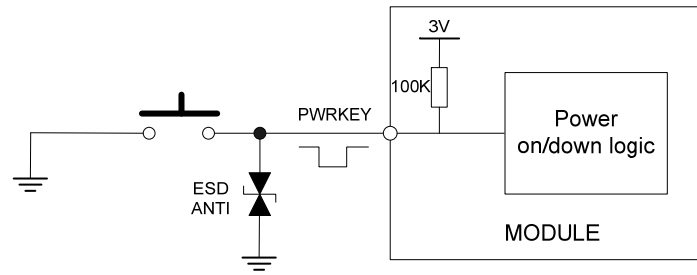 3V
100K
PWRKEY
Power
on/down logic
ESD
ANTI
MODULE